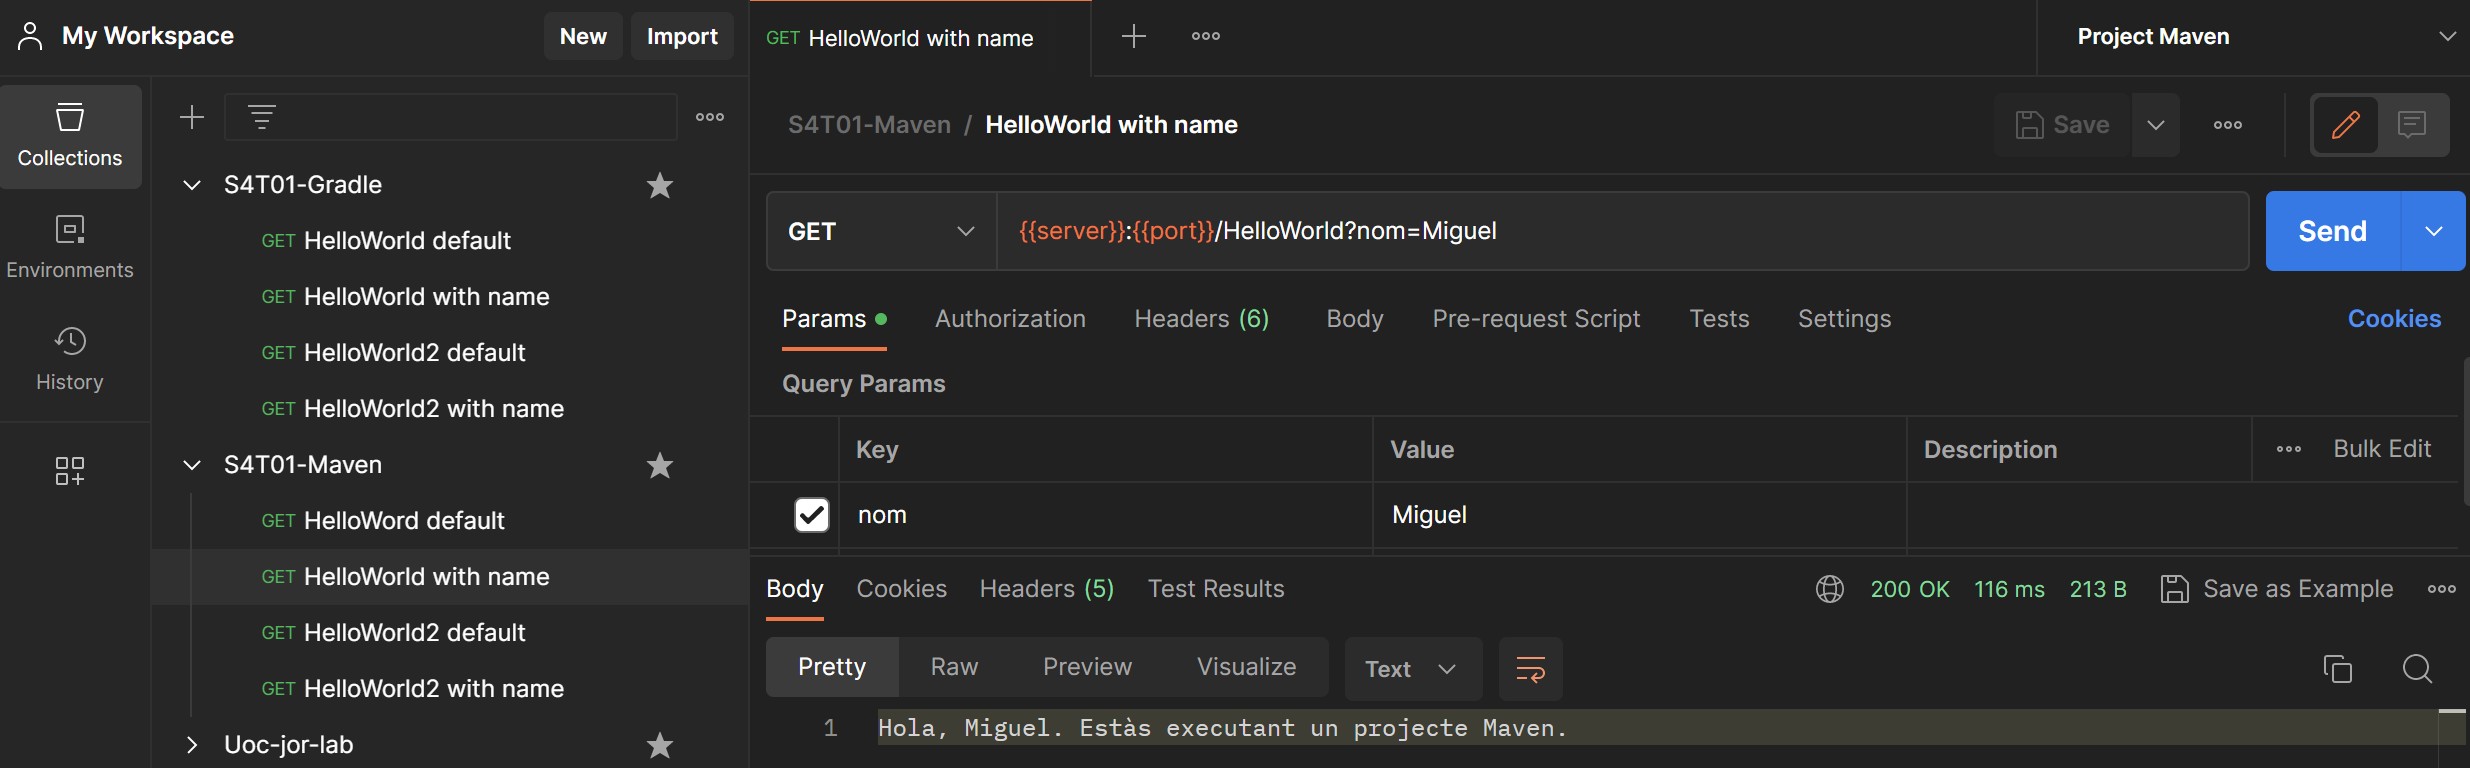 My Workspace
New
Import
GET HelloWorld with name
Project Maven
Collections
Environments
History
S4T01-Gradle
GET HelloWorld default
GET HelloWorld with name
GET HelloWorld2 default
GET HelloWorld2 with name
S4T01-Maven
GET HelloWord default
GET HelloWorld with name
GET HelloWorld2 default
GET HelloWorld2 with name
Uoc-jor-lab
S4T01-Maven / HelloWorld with name
Save
GET
{{server}}:{{port}}/HelloWorld?nom=Miguel
Send
Params
Authorization
Headers (6)
Body
Pre-request Script
Tests
Settings
Cookies
Query Params
Key
Value
Description
Bulk Edit
nom
Miguel
Body
Cookies
Headers (5)
Test Results
200 OK
116 ms
213 B
Save as Example
Pretty
Raw
Preview
Visualize
Text
1
Hola, Miguel. Estàs executant un projecte Maven.